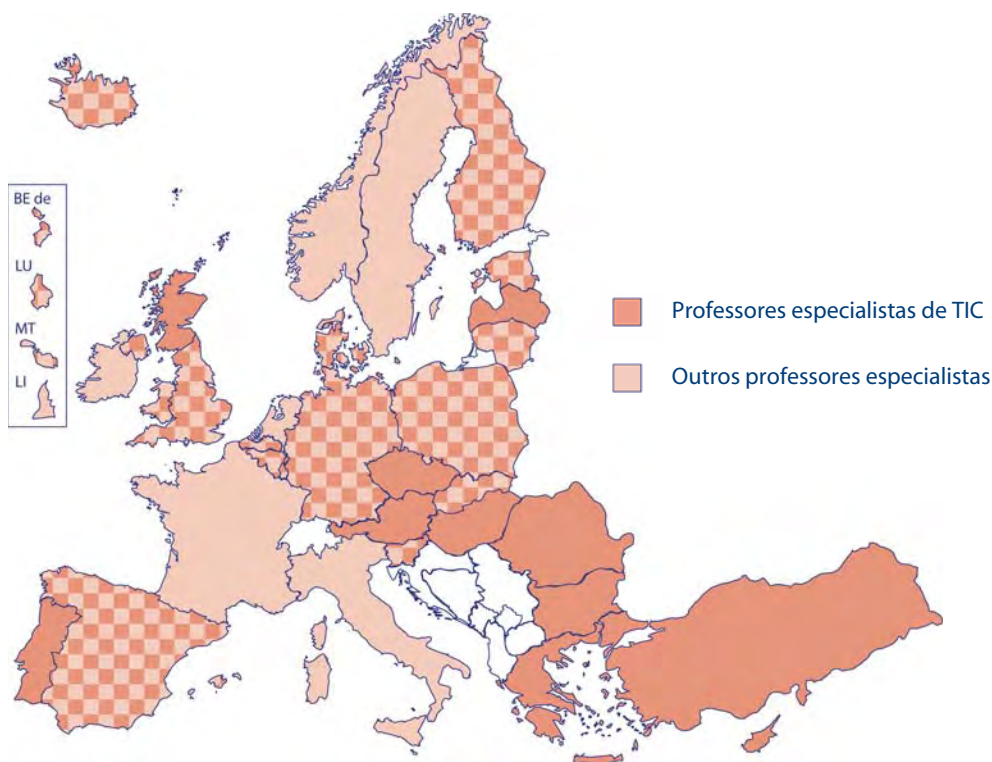 BE de
LU
MT
LI
Professores especialistas de TIC
Outros professores especialistas